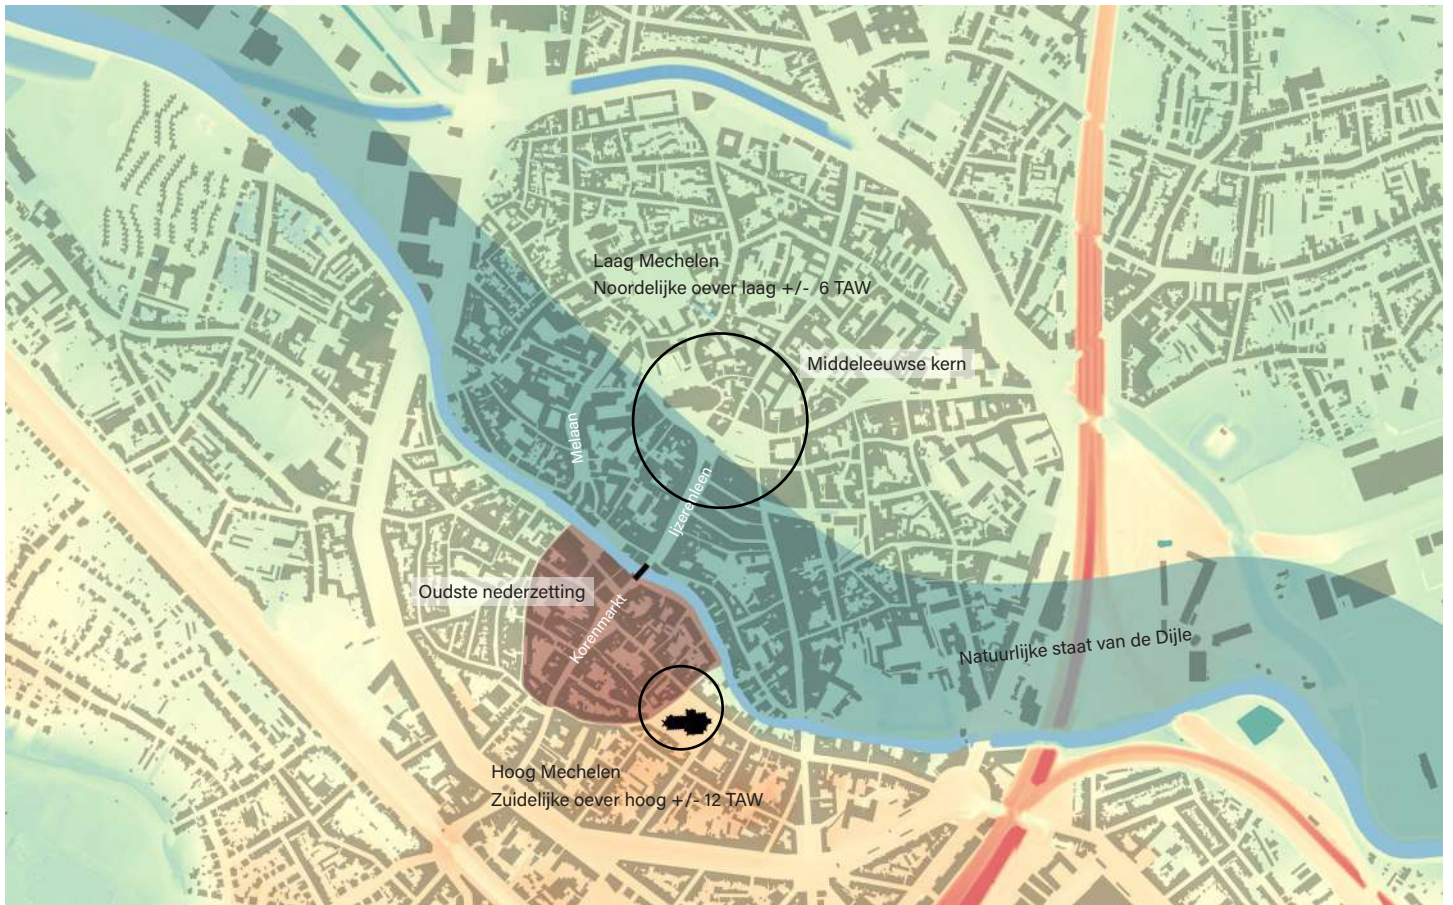 Laag Mechelen
Noordelijke oever laag +/- 6 TAW
Middeleeuwse kern
Melaan
Ijzerenleen
Oudste nederzetting
Korenmarkt
Natuurlijke staat van de Dijle
Hoog Mechelen
Zuidelijke oever hoog +/- 12 TAW